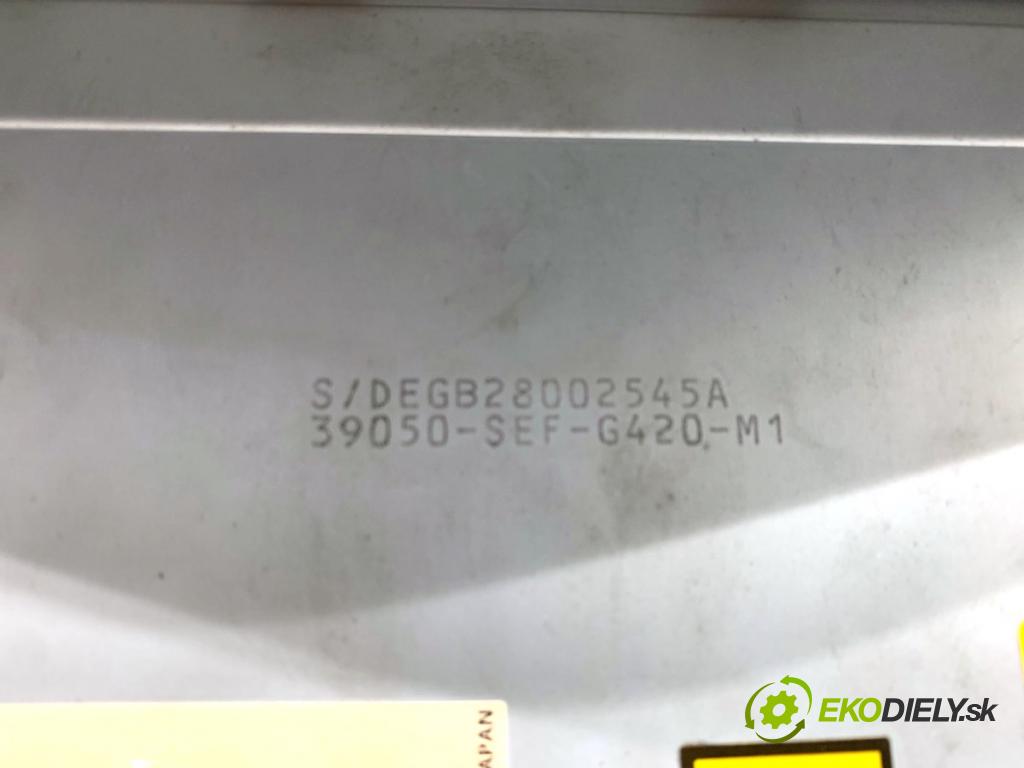 S/DEGB28002545A
39050-SEF-G420-M1
JAPAN
EKODIELY.sk